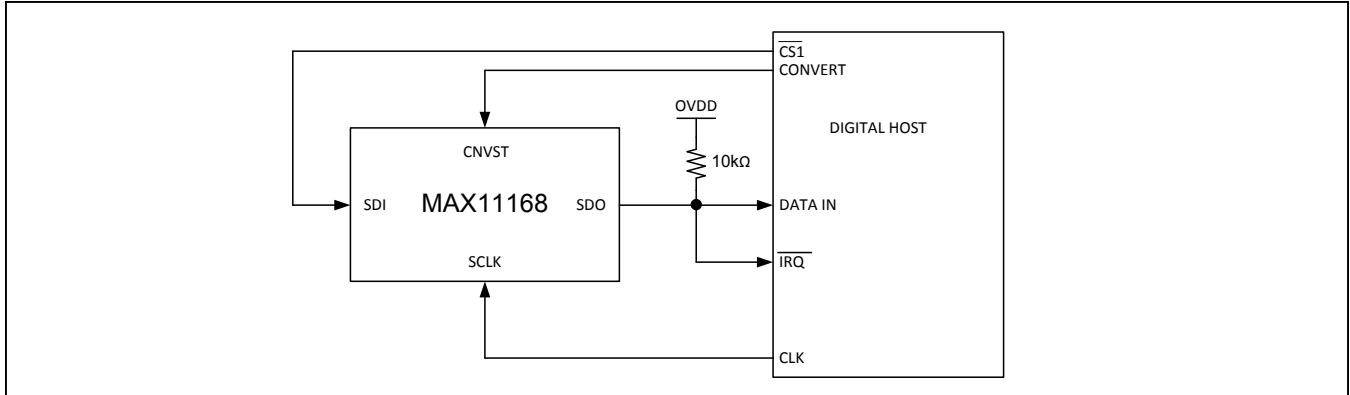 CS1
CONVERT
OVDD
DIGITAL HOST
10kΩ
CNVST
SDI
MAX11168
SDO
DATA IN
SCLK
IRQ
CLK